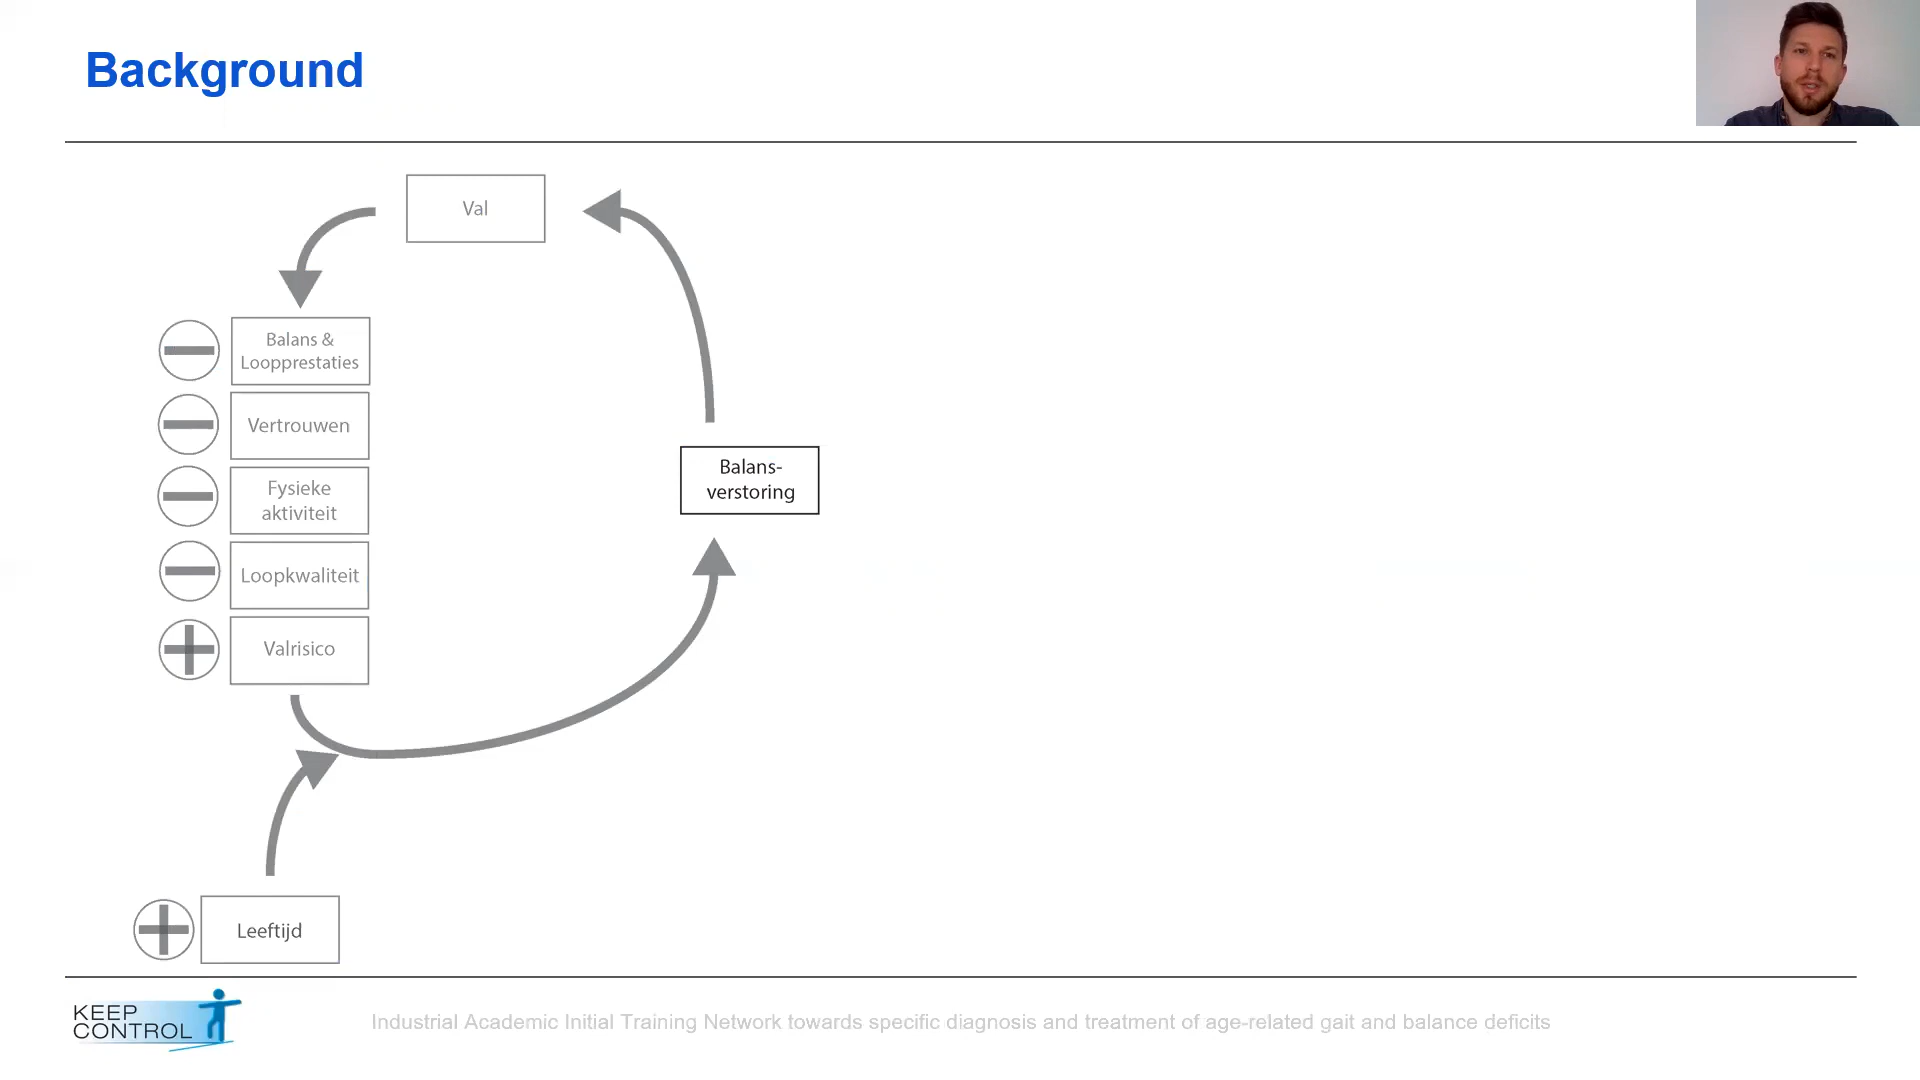 Background
Val
Balans &
Loopprestaties
Vertrouwen
Fysieke
aktiviteit
Loopkwaliteit
Valrisico
Balans-
verstoring
Leeftijd
KEEP
CONTROL
Industrial Academic Initial Training Network towards specific diagnosis and treatment of age-related gait and balance deficits